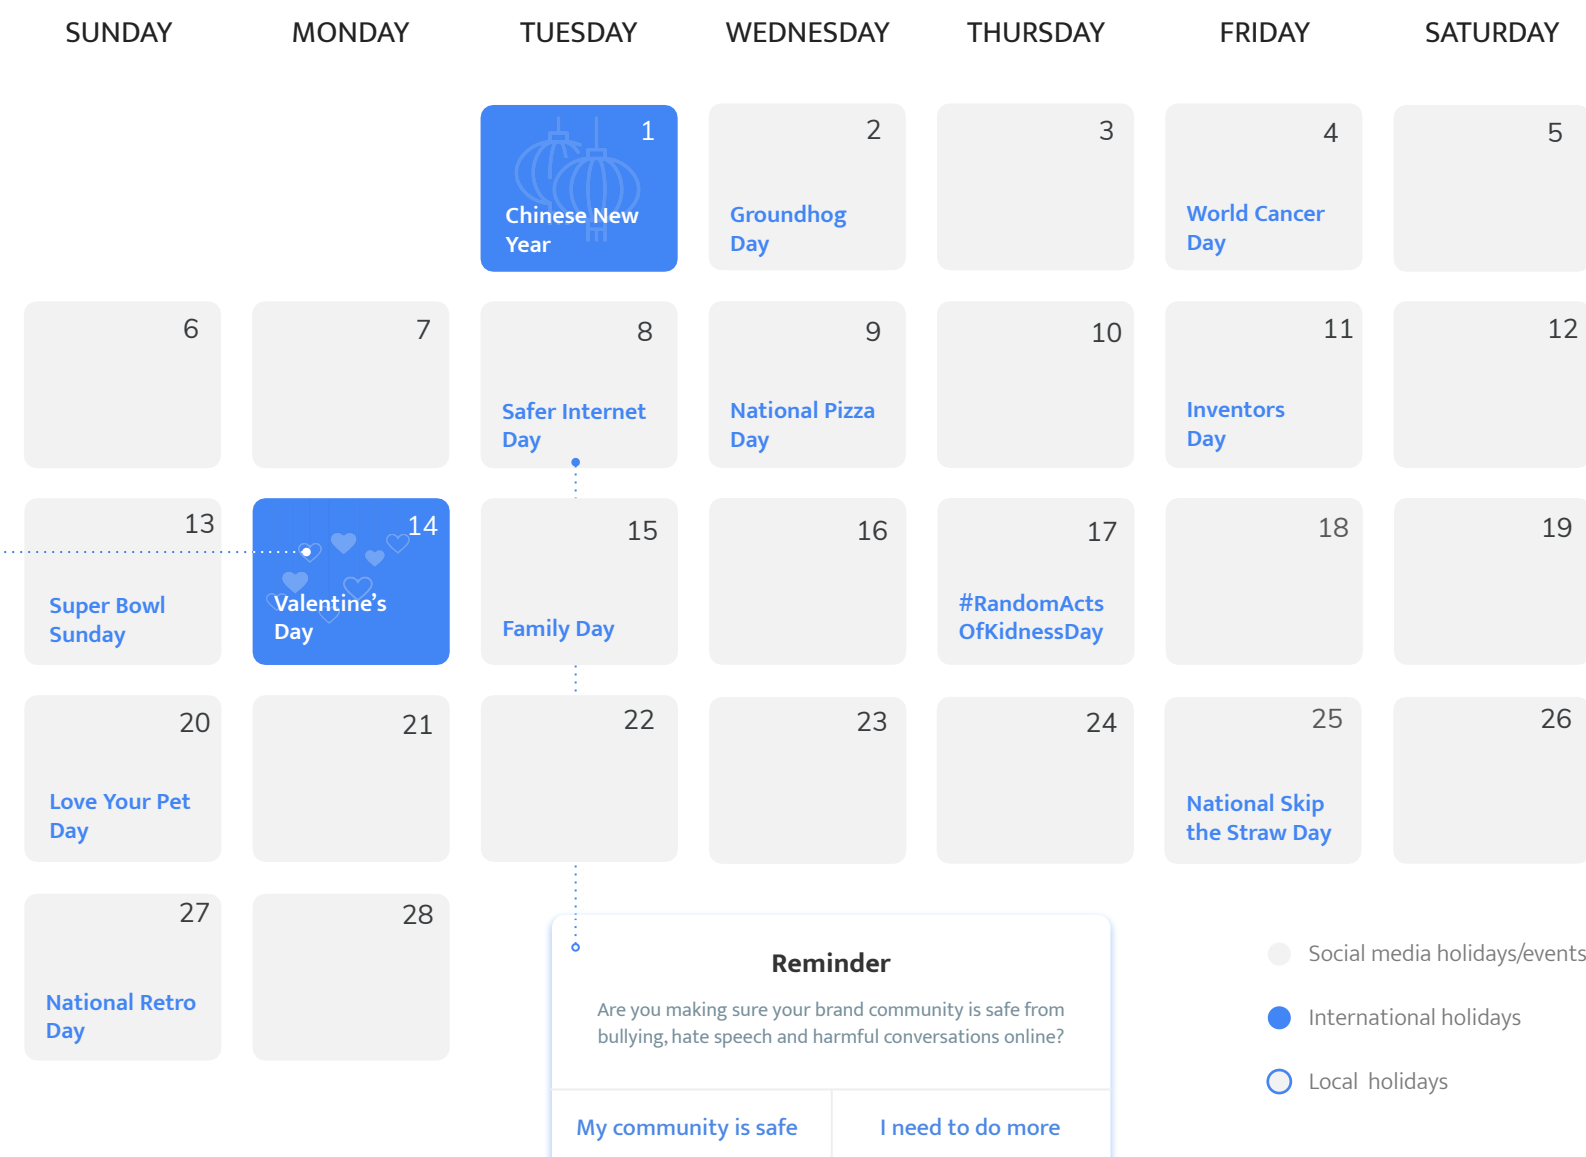 SUNDAY MONDAY TUESDAY WEDNESDAY THURSDAY FRIDAY SATURDAY
1 2 3 4 5
Chinese New
Year
Groundhog
Day
World Cancer
Day
6 7 8 9 10 11 12
Safer Internet
Day
National Pizza
Day
Inventors
Day
13 14 15 16 17 18 19
Super Bowl
Sunday
Valentine's
Day
Family Day
#RandomActs
OfKidnessDay
20 21 22 23 24 25 26
Love Your Pet
Day
National Skip
the Straw Day
27 28
National Retro
Day
Reminder
Are you making sure your brand community is safe from
bullying, hate speech and harmful conversations online?
My community is safe
I need to do more
Social media holidays/events
International holidays
Local holidays